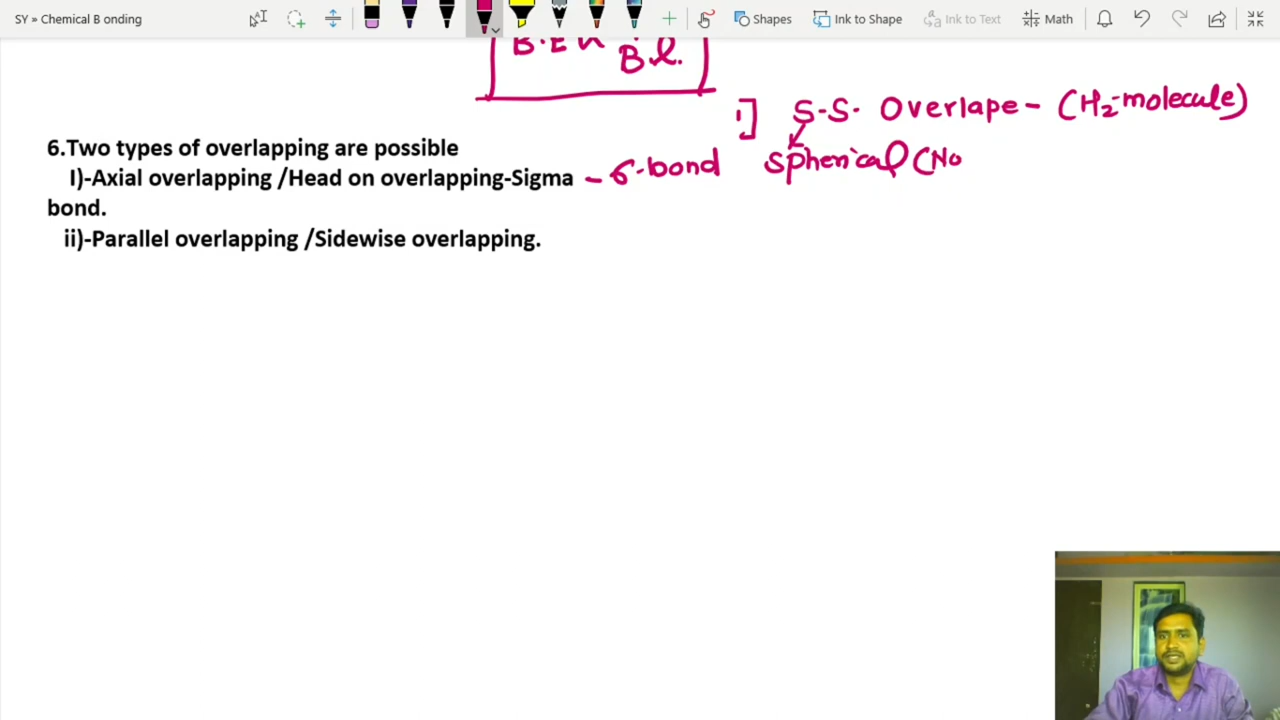 SY » Chemical B onding
Shapes
Ink to Shape
Ink to Text
Math
B.E ∝
B.l.
i] S-S. Overlape - (H2-molecule)
6.Two types of overlapping are possible
I)-Axial overlapping /Head on overlapping-Sigma - σ-bond
Spherical (No
bond.
ii)-Parallel overlapping /Sidewise overlapping.